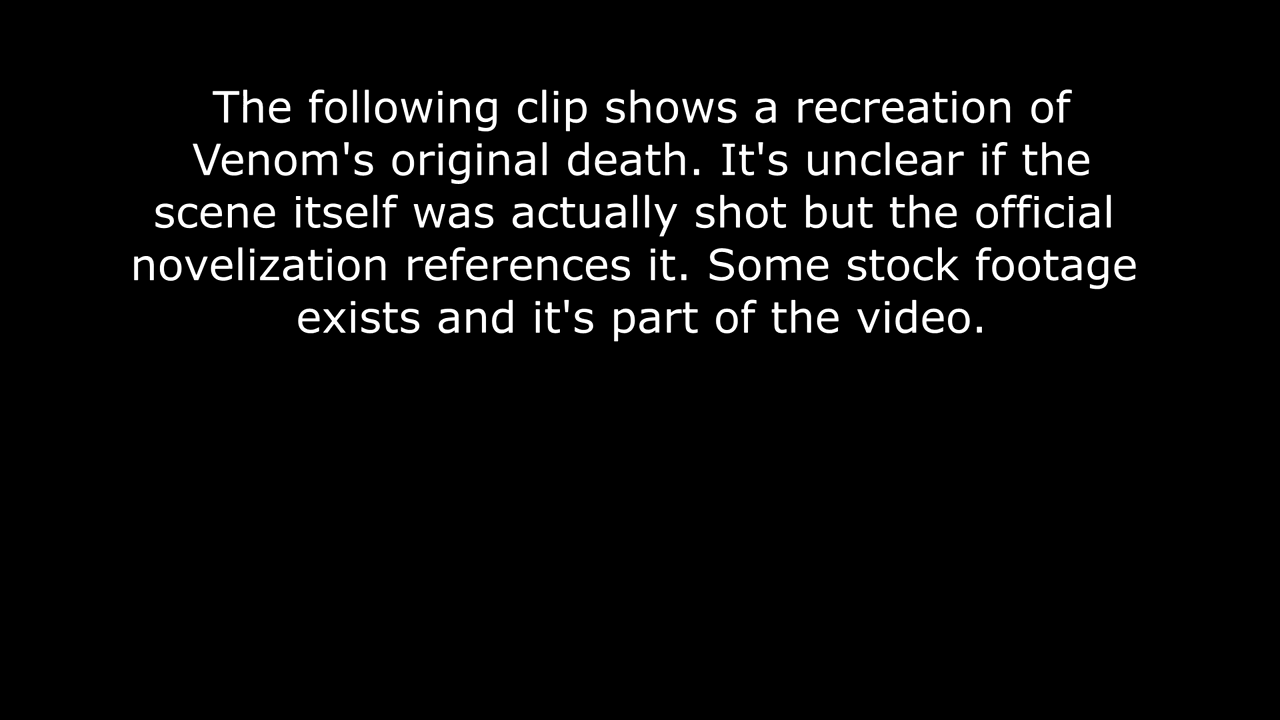 The following clip shows a recreation of
Venom's original death. It's unclear if the
scene itself was actually shot but the official
novelization references it. Some stock footage
exists and it's part of the video.